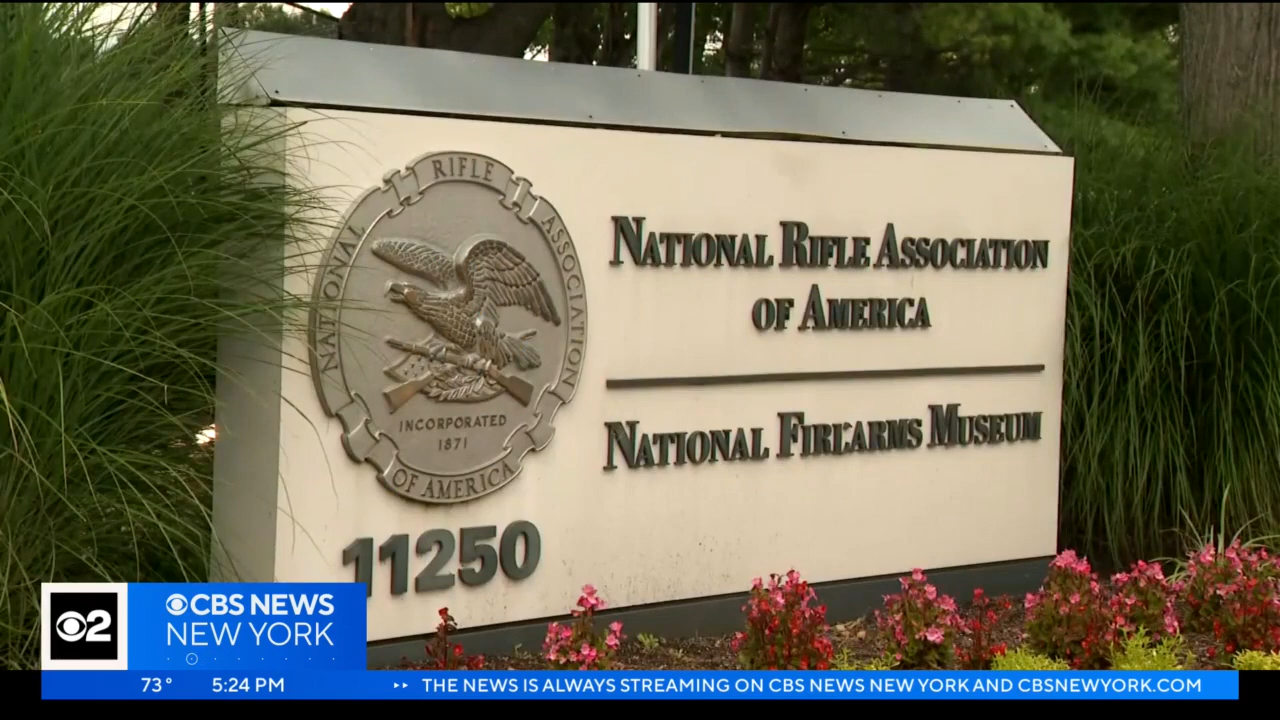 NATIONAL RIFLE ASSOCIATION
OF AMERICA
INCORPORATED
1871
NATIONAL RIFLE ASSOCIATION
OF AMERICA
NATIONAL FIREARMS MUSEUM
11250
2
CBS NEWS
NEW YORK
73° 5:24 PM THE NEWS IS ALWAYS STREAMING ON CBS NEWS NEW YORK AND CBSNEWYORK.COM